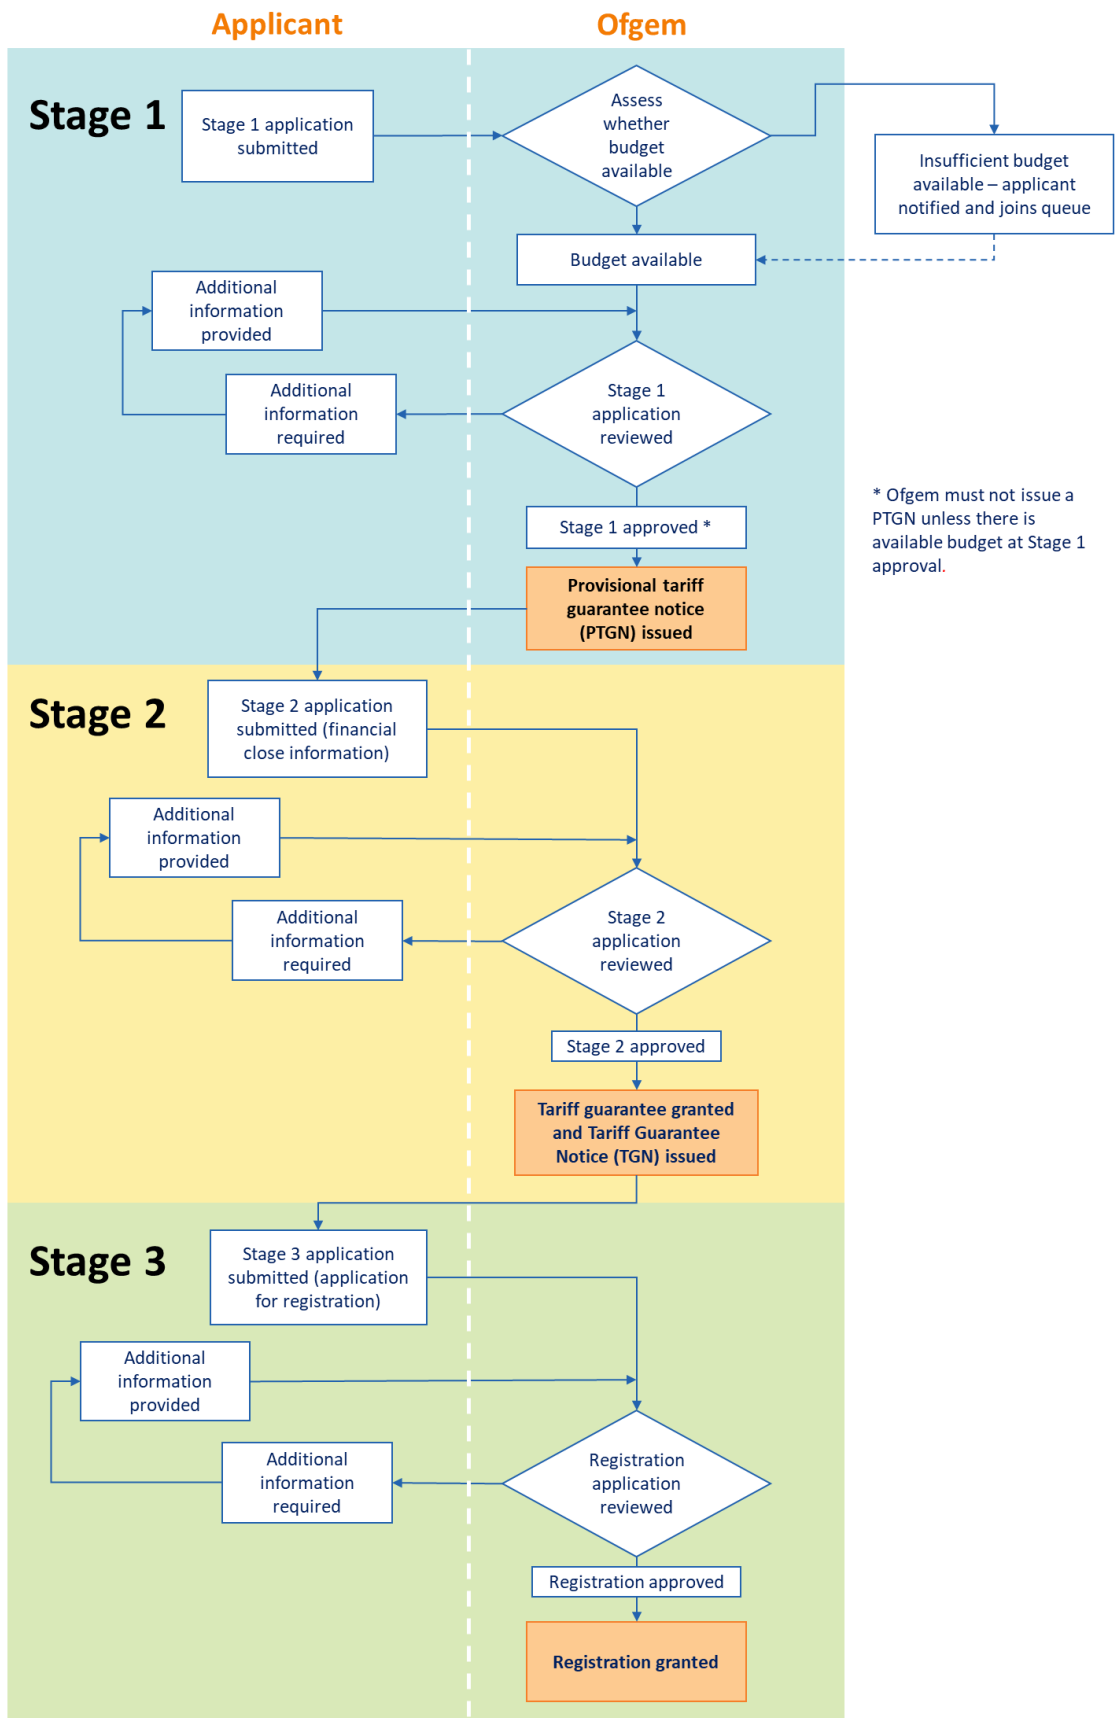 Applicant
Ofgem
Stage 1
Stage 1 application
submitted
Assess
whether
budget
available
Insufficient budget
available – applicant
notified and joins queue
Budget available
Additional
information
provided
Additional
information
required
Stage 1
application
reviewed
Stage 1 approved *
* Ofgem must not issue a
PTGN unless there is
available budget at Stage 1
approval.
Provisional tariff
guarantee notice
(PTGN) issued
Stage 2
Stage 2 application
submitted (financial
close information)
Additional
information
provided
Additional
information
required
Stage 2
application
reviewed
Stage 2 approved
Tariff guarantee granted
and Tariff Guarantee
Notice (TGN) issued
Stage 3
Stage 3 application
submitted (application
for registration)
Additional
information
provided
Additional
information
required
Registration
application
reviewed
Registration approved
Registration granted